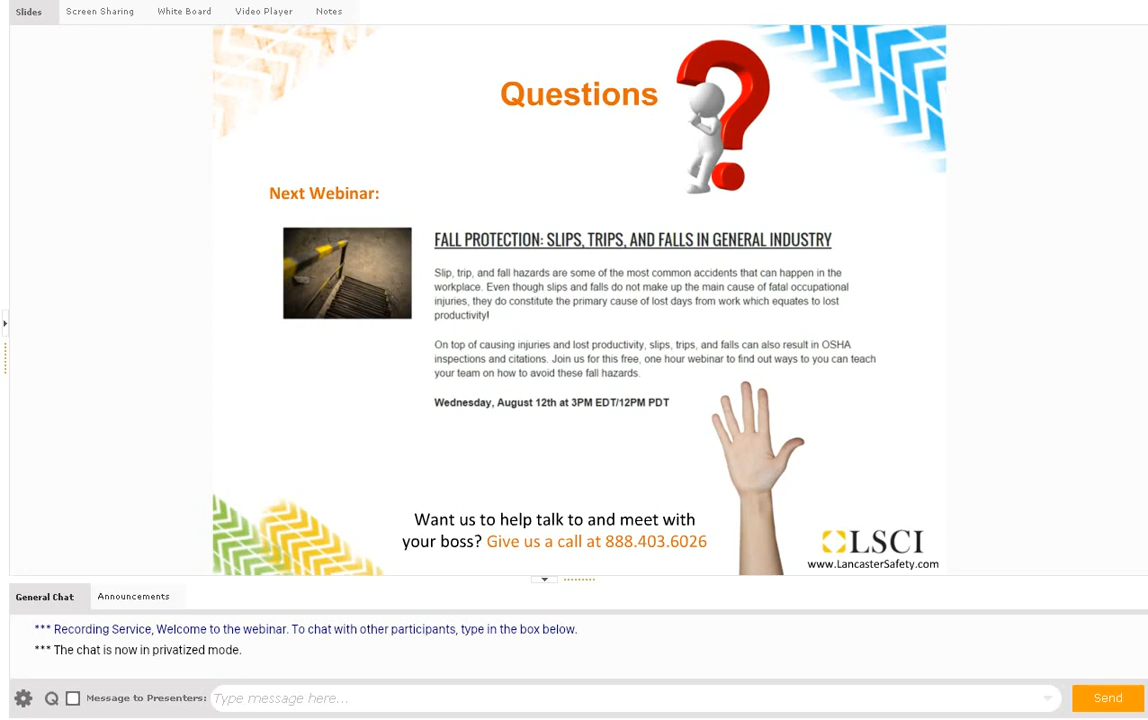 Slides Screen Sharing White Board Video Player Notes
Questions
Next Webinar:
FALL PROTECTION: SLIPS, TRIPS, AND FALLS IN GENERAL INDUSTRY
Slip, trip, and fall hazards are some of the most common accidents that can happen in the
workplace. Even though slips and falls do not make up the main cause of fatal occupational
injuries, they do constitute the primary cause of lost days from work which equates to lost
productivity!
On top of causing injuries and lost productivity, slips, trips, and falls can also result in OSHA
inspections and citations. Join us for this free, one hour webinar to find out ways to you can teach
your team on how to avoid these fall hazards.
Wednesday, August 12th at 3PM EDT/12PM PDT
Want us to help talk to and meet with
your boss? Give us a call at 888.403.6026
LSCI
www.LancasterSafety.com
General Chat Announcements
*** Recording Service, Welcome to the webinar. To chat with other participants, type in the box below.
*** The chat is now in privatized mode.
Q Message to Presenters: Type message here... Send